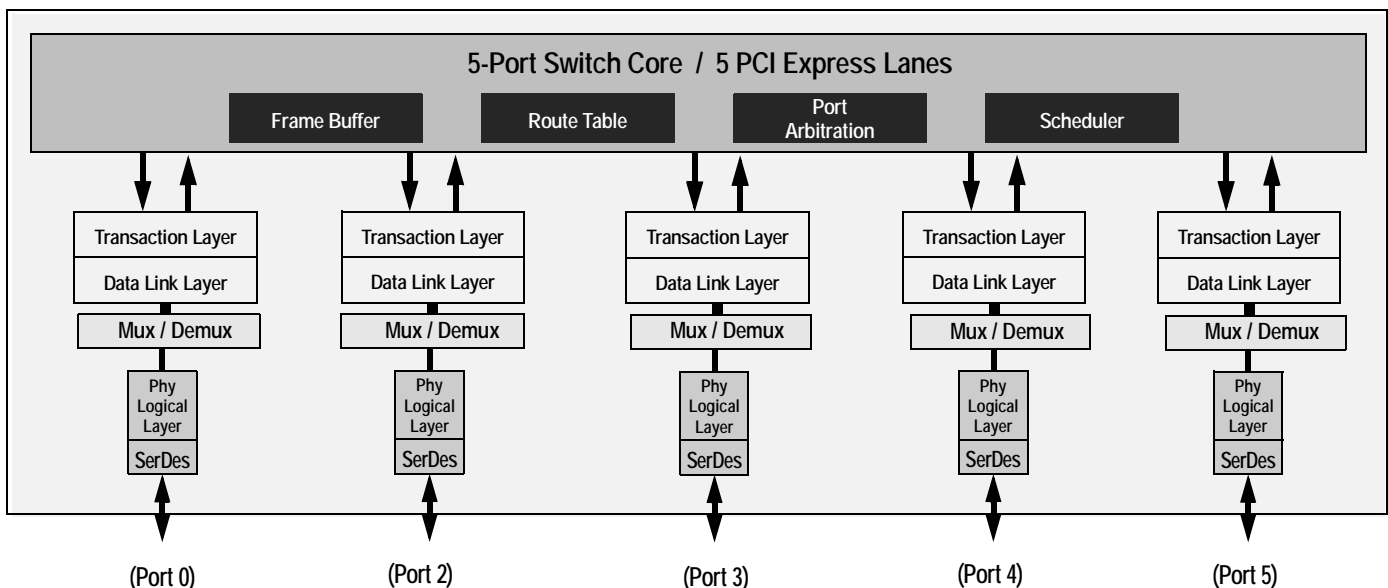 5-Port Switch Core / 5 PCI Express Lanes
Frame Buffer
Route Table
Port
Arbitration
Scheduler
Transaction Layer
Data Link Layer
Mux / Demux
Phy
Logical
Layer
SerDes
(Port 0)
Transaction Layer
Data Link Layer
Mux / Demux
Phy
Logical
Layer
SerDes
(Port 2)
Transaction Layer
Data Link Layer
Mux / Demux
Phy
Logical
Layer
SerDes
(Port 3)
Transaction Layer
Data Link Layer
Mux / Demux
Phy
Logical
Layer
SerDes
(Port 4)
Transaction Layer
Data Link Layer
Mux / Demux
Phy
Logical
Layer
SerDes
(Port 5)